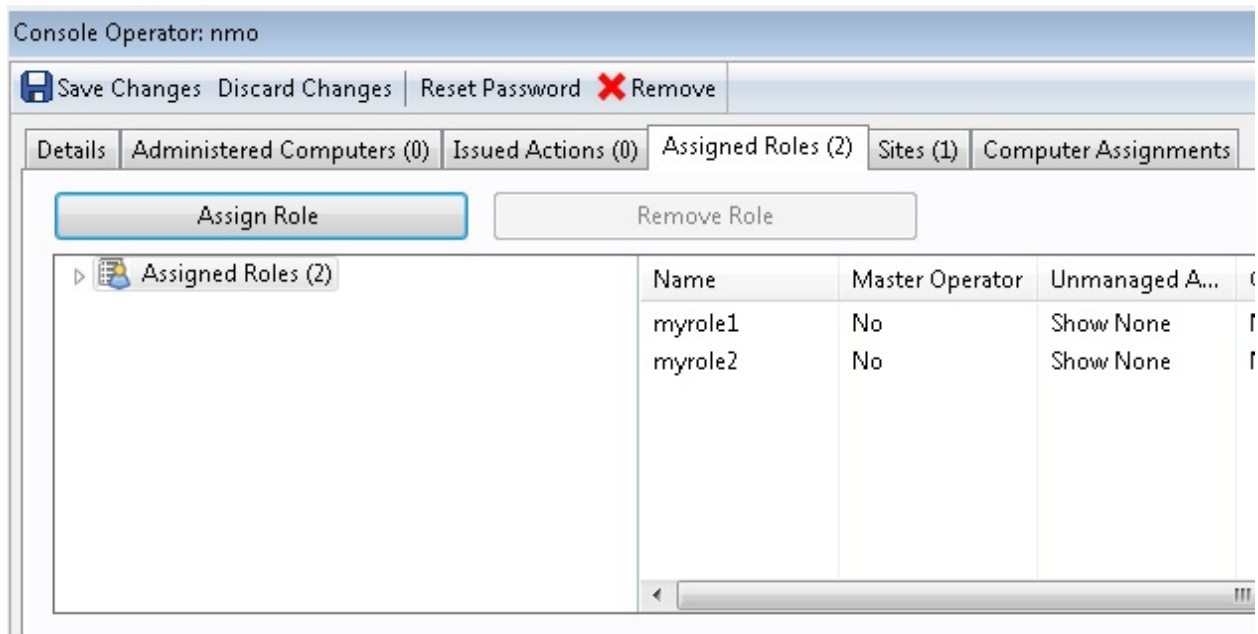 Console Operator: nmo
Save Changes Discard Changes Reset Password Remove
Details Administered Computers (0) Issued Actions (0) Assigned Roles (2) Sites (1) Computer Assignments
Assign Role Remove Role
Assigned Roles (2)
Name Master Operator Unmanaged A...
myrole1 No Show None
myrole2 No Show None